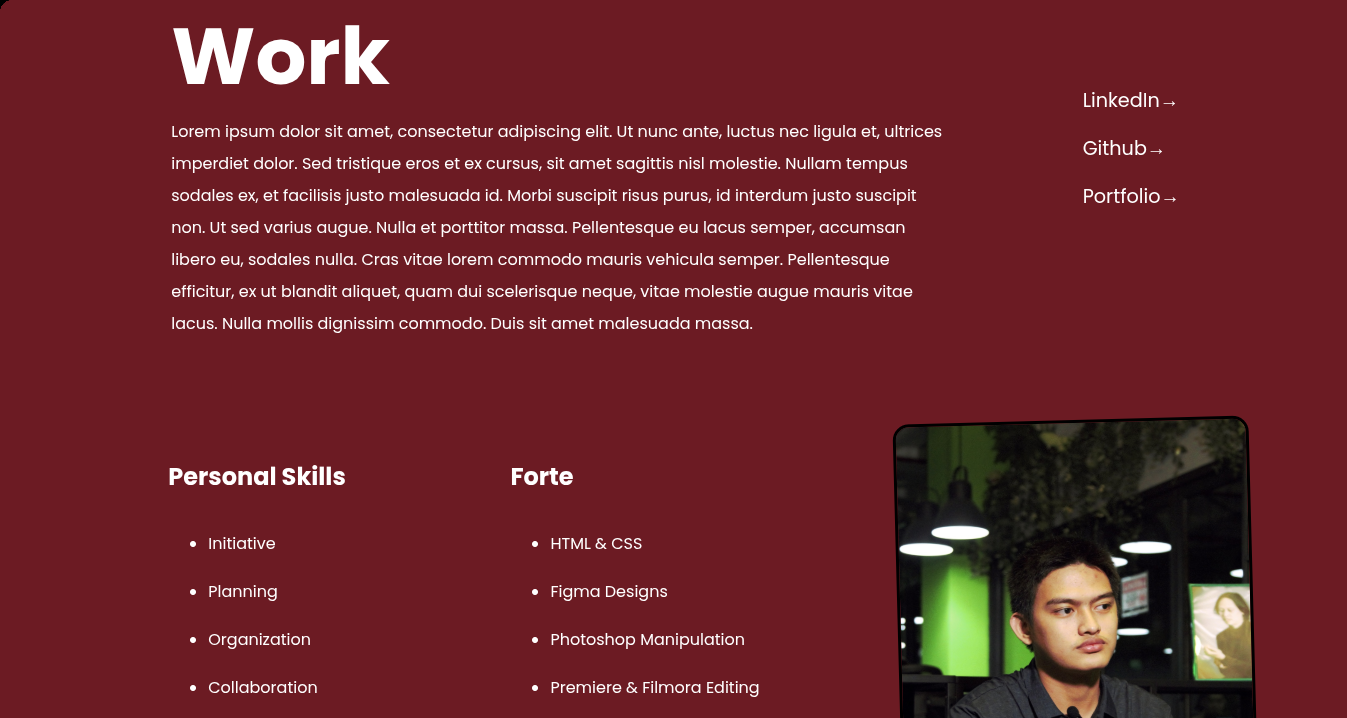 Work
Lorem ipsum dolor sit amet, consectetur adipiscing elit. Ut nunc ante, luctus nec ligula et, ultrices
imperdiet dolor. Sed tristique eros et ex cursus, sit amet sagittis nisl molestie. Nullam tempus
sodales ex, et facilisis justo malesuada id. Morbi suscipit risus purus, id interdum justo suscipit
non. Ut sed varius augue. Nulla et porttitor massa. Pellentesque eu lacus semper, accumsan
libero eu, sodales nulla. Cras vitae lorem commodo mauris vehicula semper. Pellentesque
efficitur, ex ut blandit aliquet, quam dui scelerisque neque, vitae molestie augue mauris vitae
lacus. Nulla mollis dignissim commodo. Duis sit amet malesuada massa.
LinkedIn→
Github→
Portfolio→
Personal Skills
• Initiative
• Planning
• Organization
• Collaboration
Forte
• HTML & CSS
• Figma Designs
• Photoshop Manipulation
• Premiere & Filmora Editing